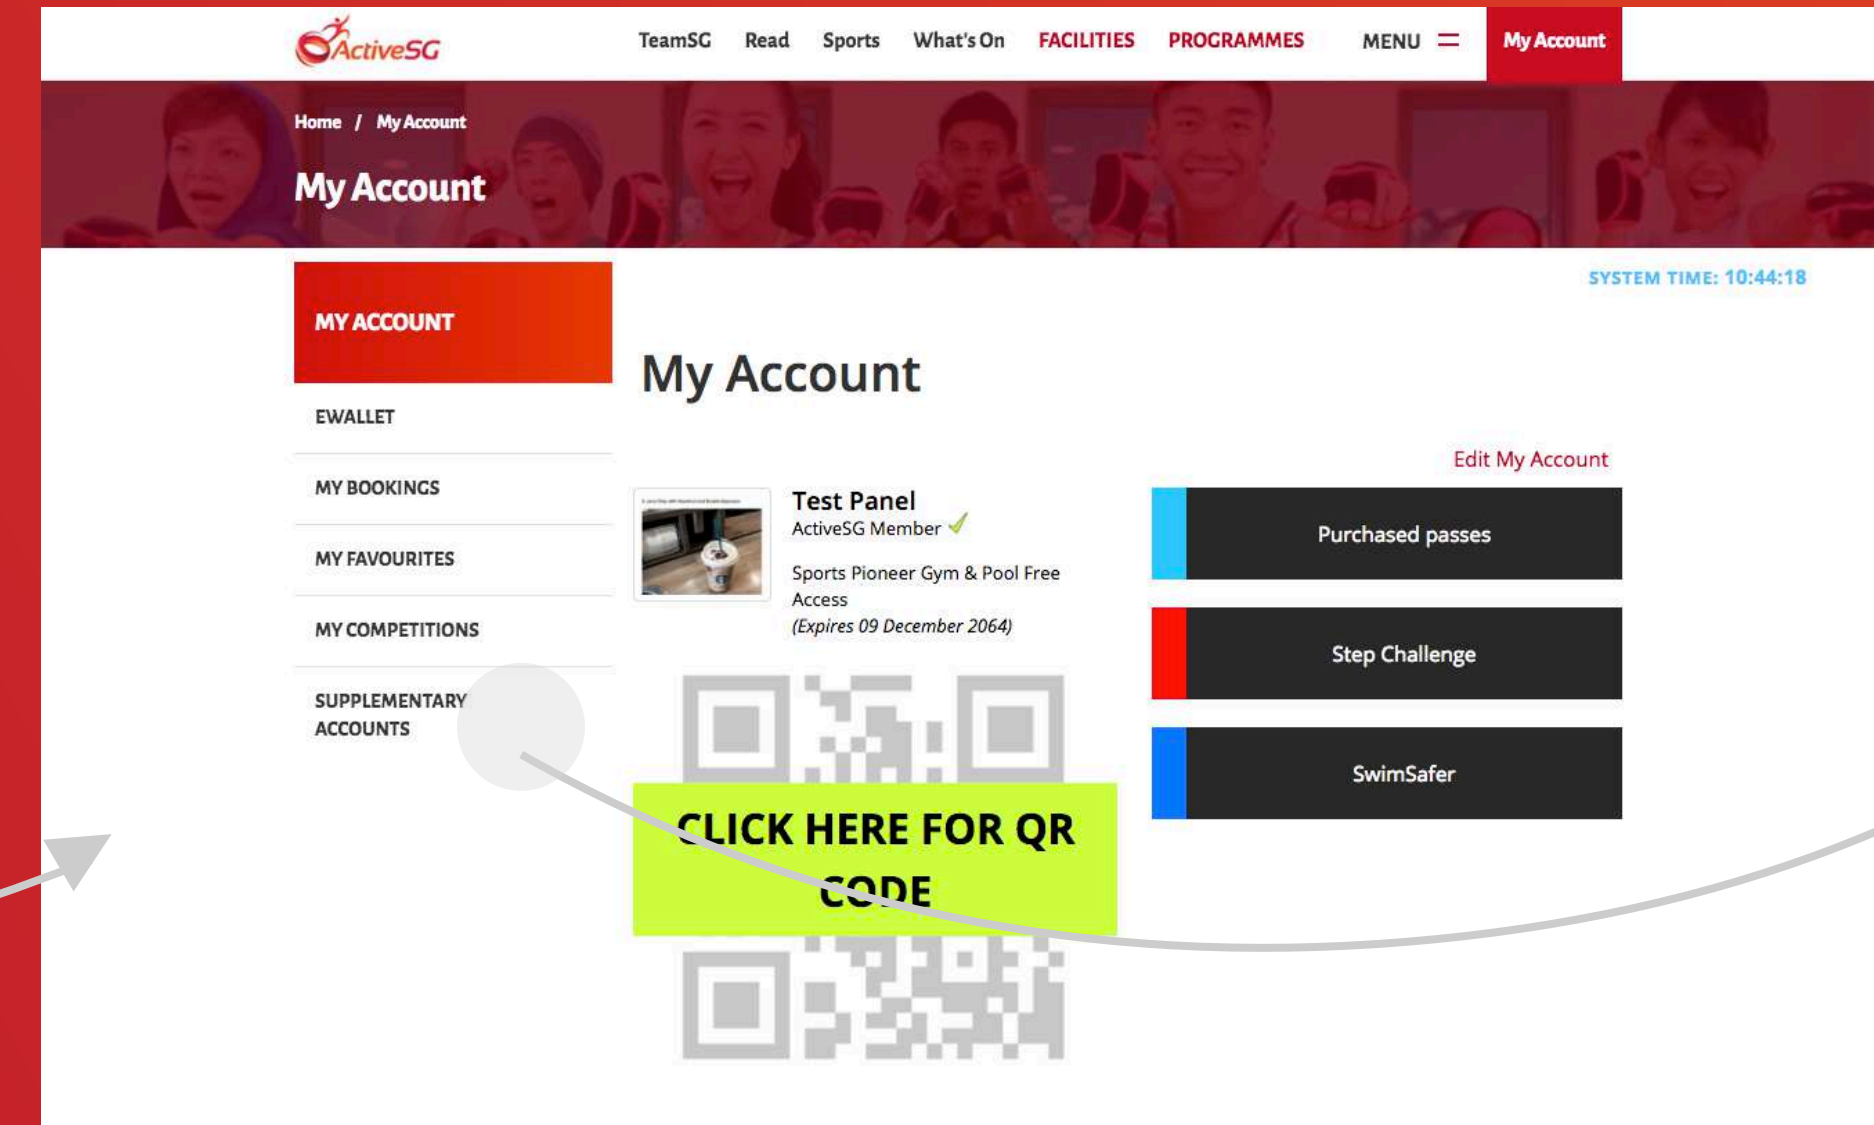 ActiveSG
TeamSG Read Sports What's On FACILITIES PROGRAMMES MENU My Account
Home / My Account
My Account
SYSTEM TIME: 10:44:18
MY ACCOUNT
EWALLET
MY BOOKINGS
MY FAVOURITES
MY COMPETITIONS
SUPPLEMENTARY
ACCOUNTS
My Account
Edit My Account
Test Panel
ActiveSG Member
Sports Pioneer Gym & Pool Free
Access
(Expires 09 December 2064)
CLICK HERE FOR QR
CODE
Purchased passes
Step Challenge
SwimSafer